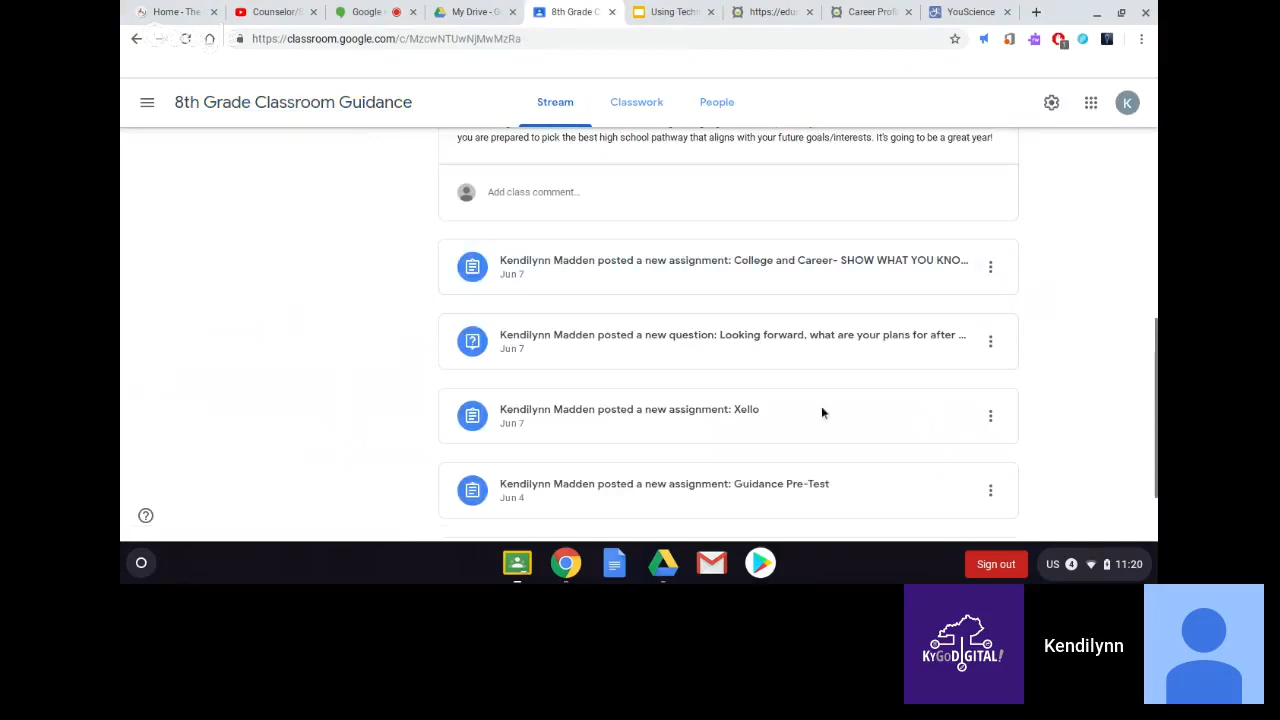 Home - The
Counselor/
Google
My Drive - G
8th Grade C
Using Techn
https://edu
Career Profi
YouScience
https://classroom.google.com/c/MzcwNTUwNjMwMzRa
8th Grade Classroom Guidance
Stream
Classwork
People
K
you are prepared to pick the best high school pathway that aligns with your future goals/interests. It's going to be a great year!
Add class comment...
Kendilynn Madden posted a new assignment: College and Career- SHOW WHAT YOU KNO...
Jun 7
Kendilynn Madden posted a new question: Looking forward, what are your plans for after ...
Jun 7
Kendilynn Madden posted a new assignment: Xello
Jun 7
Kendilynn Madden posted a new assignment: Guidance Pre-Test
Jun 4
Sign out
US 4 11:20
KyGoDIGITAL!
Kendilynn